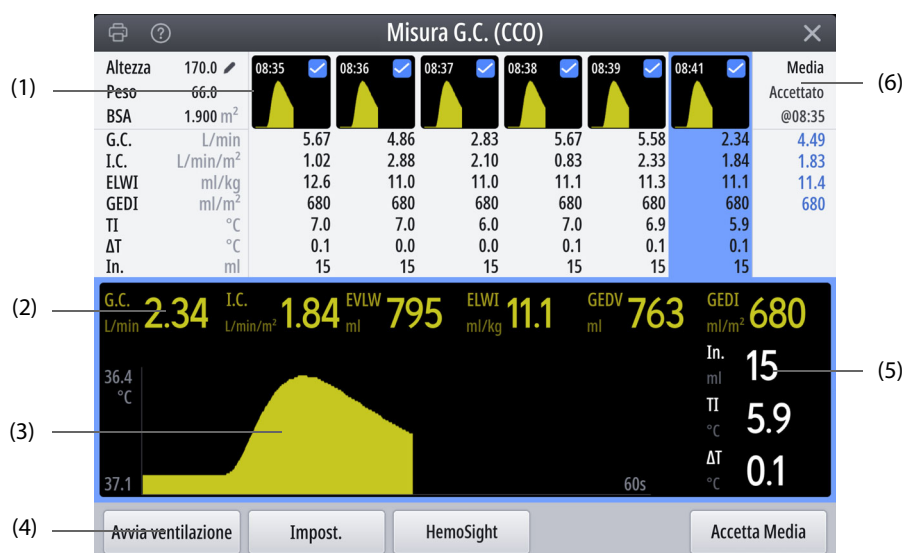 Misura G.C. (CCO)
Altezza 170.0
Peso 66.0
BSA 1.900 m²
08:35 08:36 08:37 08:38 08:39 08:41
Media
Accettato
@08:35
G.C. L/min 5.67 4.86 2.83 5.67 5.58 2.34 4.49
I.C. L/min/m² 1.02 2.88 2.10 0.83 2.33 1.84 1.83
ELWI ml/kg 12.6 11.0 11.0 11.1 11.3 11.1 11.4
GEDI ml/m² 680 680 680 680 680 680 680
TI °C 7.0 7.0 6.0 7.0 6.9 5.9
ΔT °C 0.1 0.0 0.0 0.1 0.1 0.1
In. ml 15 15 15 15 15 15
G.C. L/min 2.34 I.C. L/min/m² 1.84 EVLW ml 795 ELWI ml/kg 11.1 GEDV ml 763 GEDI ml/m² 680
36.4
°C
37.1
60s
In. ml 15
TI °C 5.9
ΔT °C 0.1
Avvia ventilazione Impost. HemoSight Accetta Media
(1)
(2)
(3)
(4)
(5)
(6)